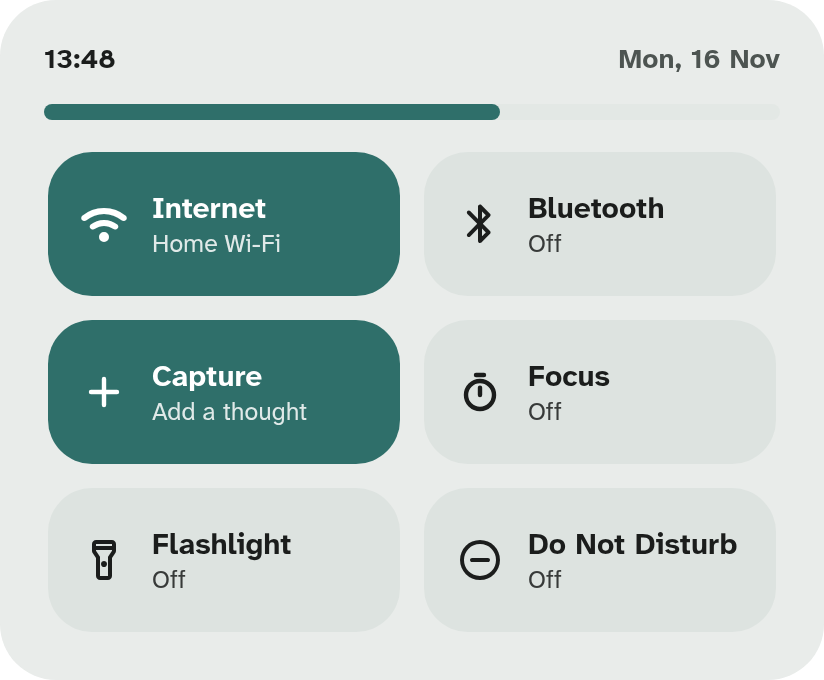 13:48
Mon, 16 Nov
Internet
Home Wi-Fi
Bluetooth
Off
Capture
Add a thought
Focus
Off
Flashlight
Off
Do Not Disturb
Off